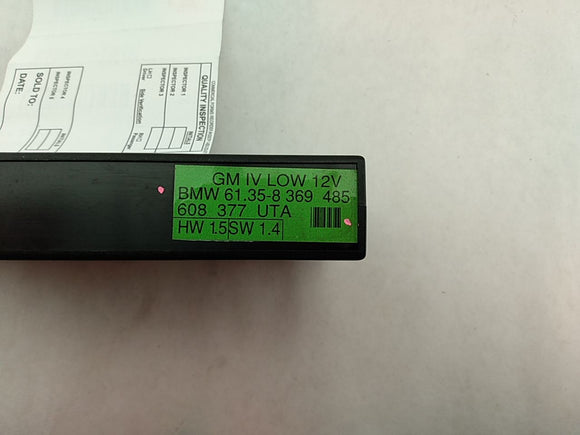 GM IV LOW 12V
BMW 61.35-8 369 485
608 377 UTA
HW 1.5 SW 1.4
QUALITY INSPECTION
INSPECTOR 1
INSPECTOR 2
INSPECTOR 3
INSPECTOR 4
INSPECTOR 5
SOLD TO:
DATE: